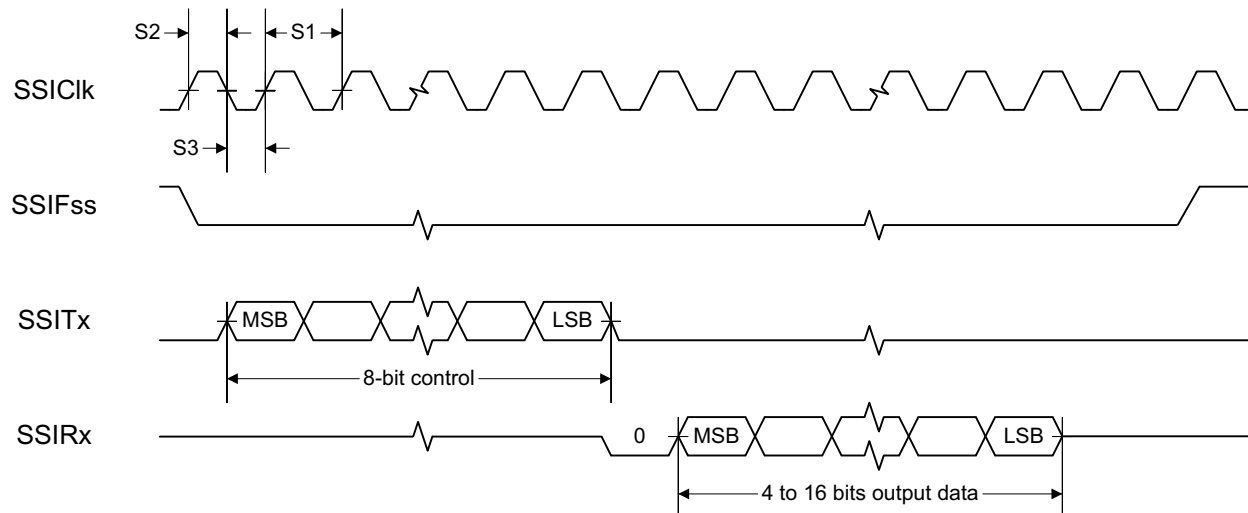 S2
S1
SSIClk
S3
SSIFss
SSITx
MSB
LSB
8-bit control
SSIRx
0
MSB
LSB
4 to 16 bits output data